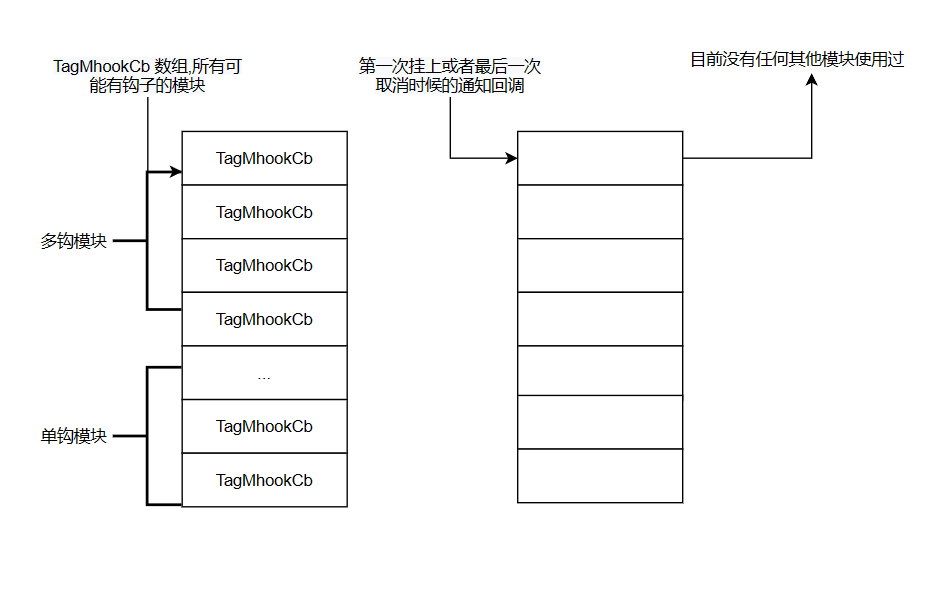 TagMhookCb 数组,所有可
能有钩子的模块
第一次挂上或者最后一次
取消时候的通知回调
目前没有任何其他模块使用过
TagMhookCb
TagMhookCb
多钩模块
TagMhookCb
TagMhookCb
...
TagMhookCb
单钩模块
TagMhookCb